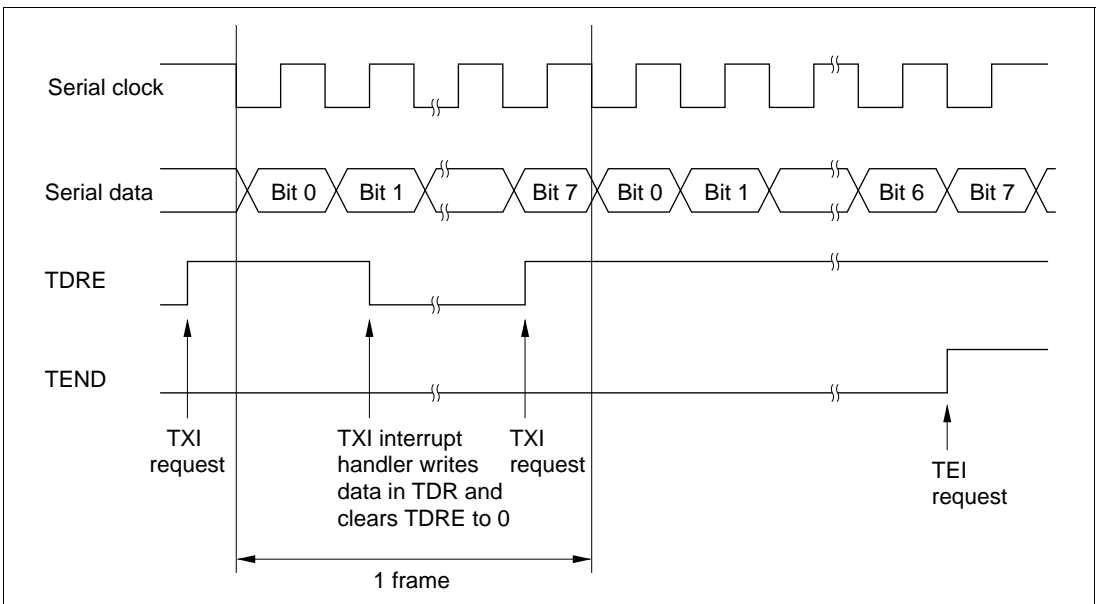 Serial clock
Serial data
Bit 0
Bit 1
Bit 7
Bit 0
Bit 1
Bit 6
Bit 7
TDRE
TEND
TXI
request
TXI interrupt
handler writes
data in TDR and
clears TDRE to 0
TXI
request
TEI
request
1 frame